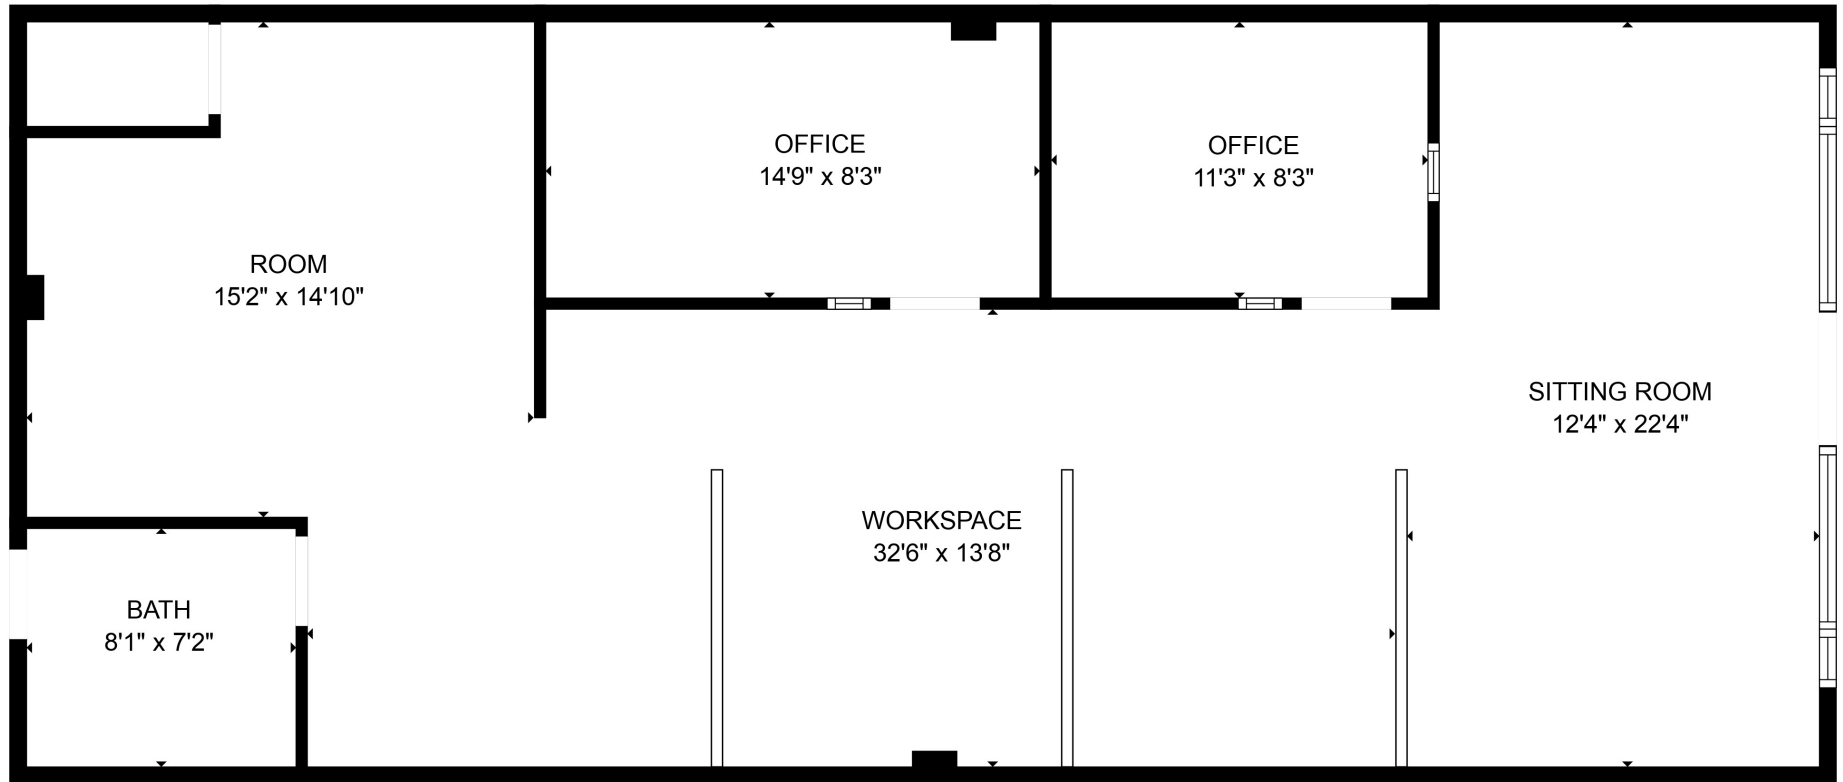 OFFICE
14'9" x 8'3"
OFFICE
11'3" x 8'3"
ROOM
15'2" x 14'10"
SITTING ROOM
12'4" x 22'4"
WORKSPACE
32'6" x 13'8"
BATH
8'1" x 7'2"